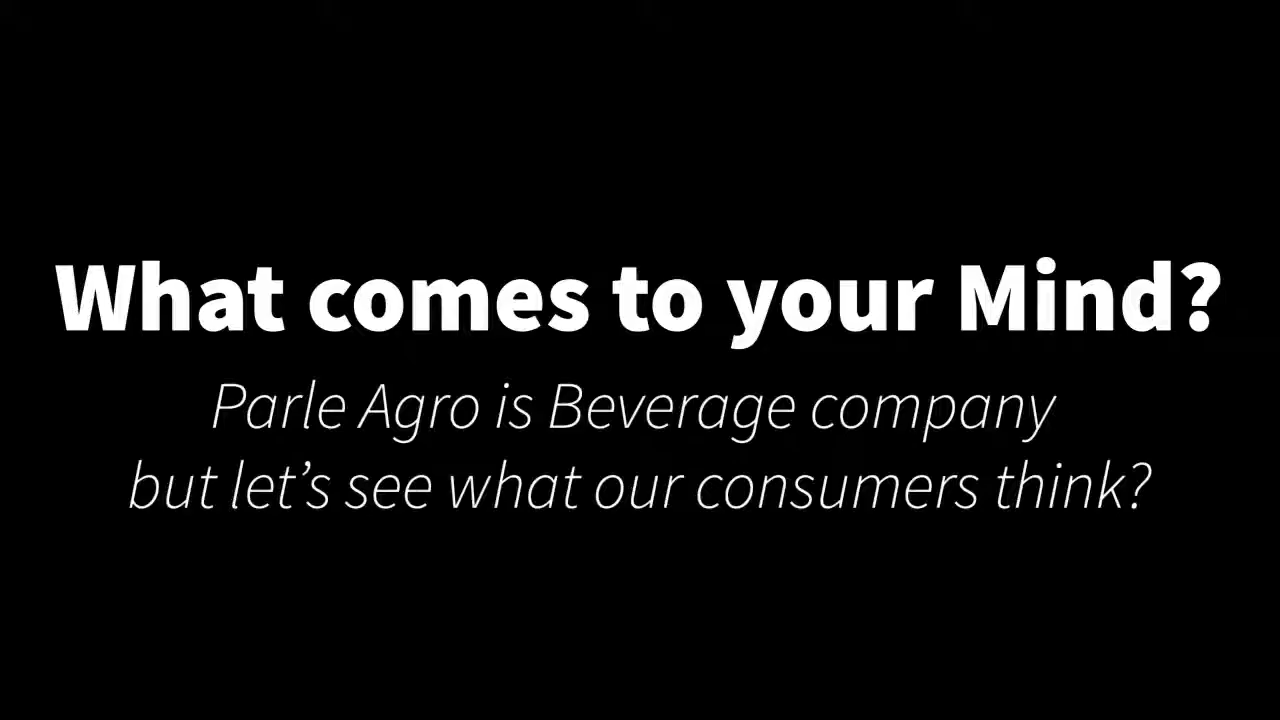 What comes to your Mind?
Parle Agro is Beverage company
but let’s see what our consumers think?